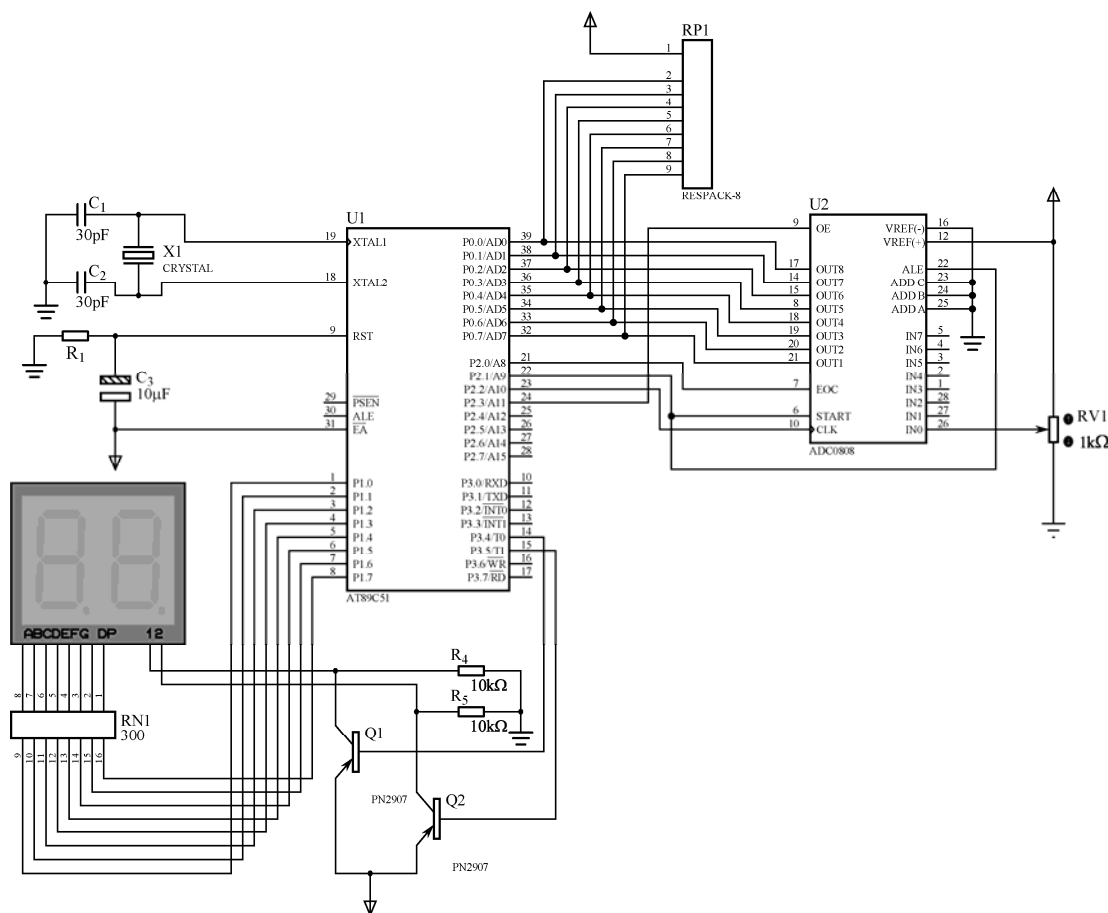 RP1
1
2
3
4
5
6
7
8
9
RESPACK-8
C1
30pF
X1
CRYSTAL
C2
30pF
R1
C3
10μF
U1
19 XTAL1
18 XTAL2
9 RST
29 PSEN
30 ALE
31 EA
1 P1.0
2 P1.1
3 P1.2
4 P1.3
5 P1.4
6 P1.5
7 P1.6
8 P1.7
P0.0/AD0 39
P0.1/AD1 38
P0.2/AD2 37
P0.3/AD3 36
P0.4/AD4 35
P0.5/AD5 34
P0.6/AD6 33
P0.7/AD7 32
P2.0/A8 21
P2.1/A9 22
P2.2/A10 23
P2.3/A11 24
P2.4/A12 25
P2.5/A13 26
P2.6/A14 27
P2.7/A15 28
P3.0/RXD 10
P3.1/TXD 11
P3.2/INT0 12
P3.3/INT1 13
P3.4/T0 14
P3.5/T1 15
P3.6/WR 16
P3.7/RD 17
AT89C51
U2
9 OE
17 OUT8
14 OUT7
15 OUT6
8 OUT5
18 OUT4
19 OUT3
20 OUT2
21 OUT1
7 EOC
6 START
10 CLK
VREF(-) 16
VREF(+) 12
ALE 22
ADD C 23
ADD B 24
ADD A 25
IN7 5
IN6 4
IN5 3
IN4 2
IN3 1
IN2 28
IN1 27
IN0 26
ADC0808
RV1
1kΩ
ABCDEFG DP 12
8 7 6 5 4 3 2 1
RN1
300
9 10 11 12 13 14 15 16
R4
10kΩ
R5
10kΩ
Q1
PN2907
Q2
PN2907